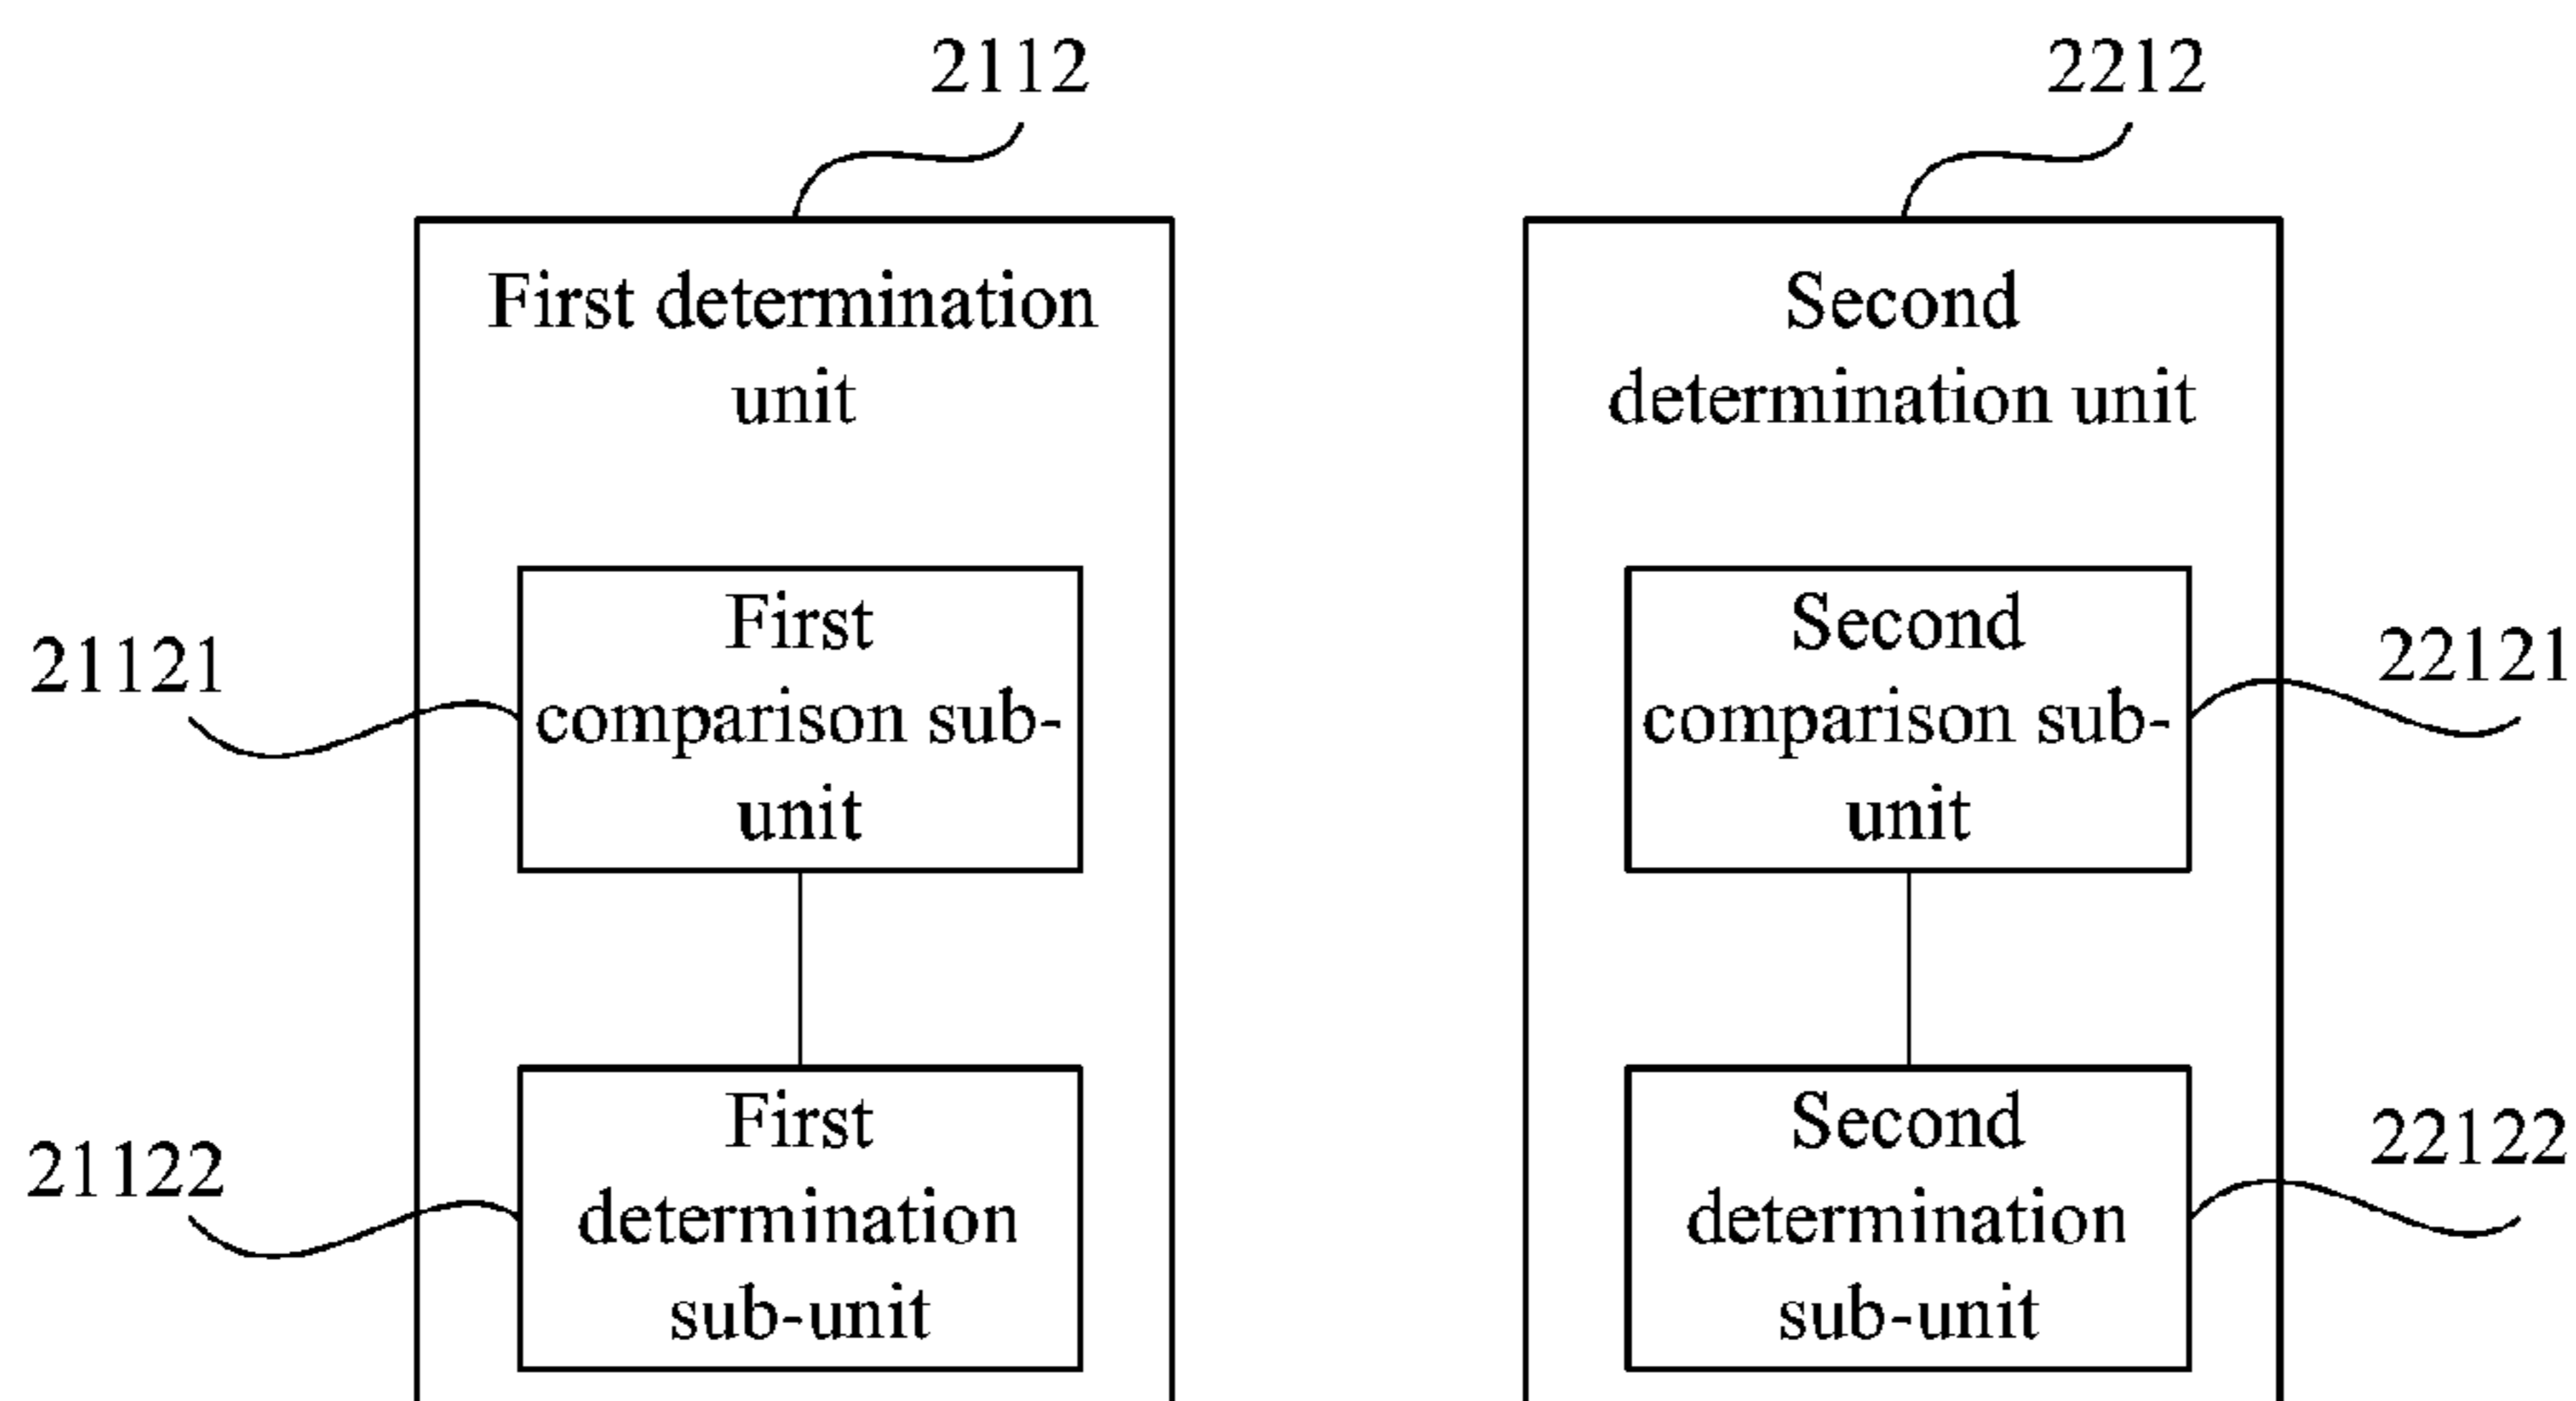 2112
First determination
unit
21121
First
comparison sub-
unit
21122
First
determination
sub-unit
2212
Second
determination unit
Second
comparison sub-
unit
22121
Second
determination
sub-unit
22122